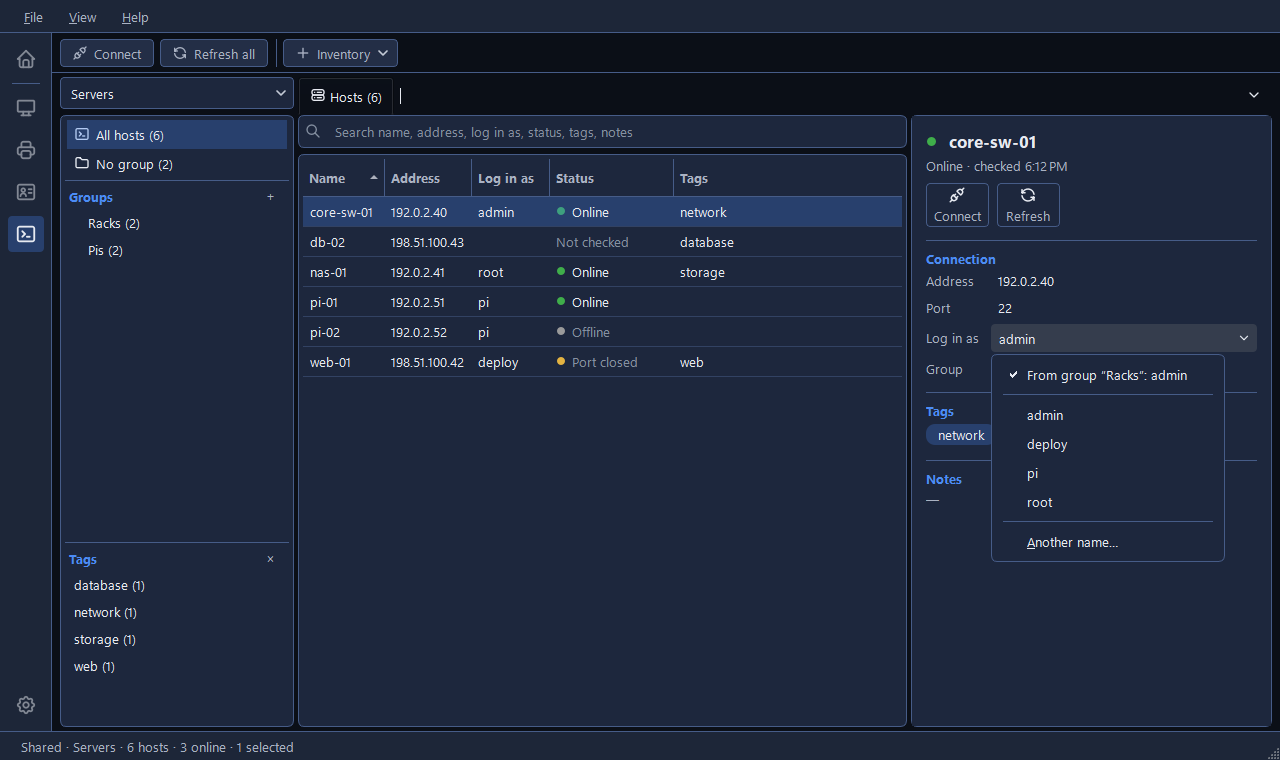 File View Help
Connect Refresh all Inventory
Servers
Hosts (6)
All hosts (6)
No group (2)
Groups +
Racks (2)
Pis (2)
Tags ×
database (1)
network (1)
storage (1)
web (1)
Search name, address, log in as, status, tags, notes
Name Address Log in as Status Tags
core-sw-01 192.0.2.40 admin Online network
db-02 198.51.100.43 Not checked database
nas-01 192.0.2.41 root Online storage
pi-01 192.0.2.51 pi Online
pi-02 192.0.2.52 pi Offline
web-01 198.51.100.42 deploy Port closed web
core-sw-01
Online · checked 6:12 PM
Connect Refresh
Connection
Address 192.0.2.40
Port 22
Log in as admin
Group
From group “Racks”: admin
admin
deploy
pi
root
Another name...
Tags
network
Notes
—
Shared · Servers · 6 hosts · 3 online · 1 selected